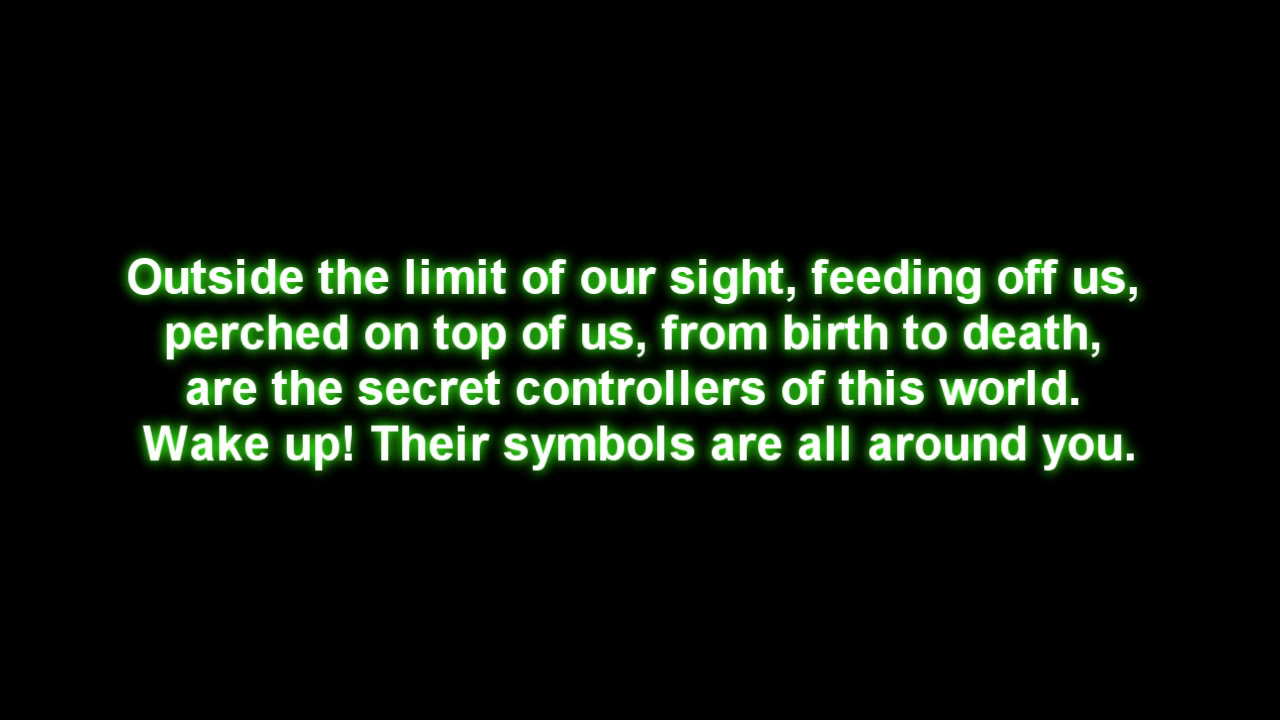 Outside the limit of our sight, feeding off us,
perched on top of us, from birth to death,
are the secret controllers of this world.
Wake up! Their symbols are all around you.